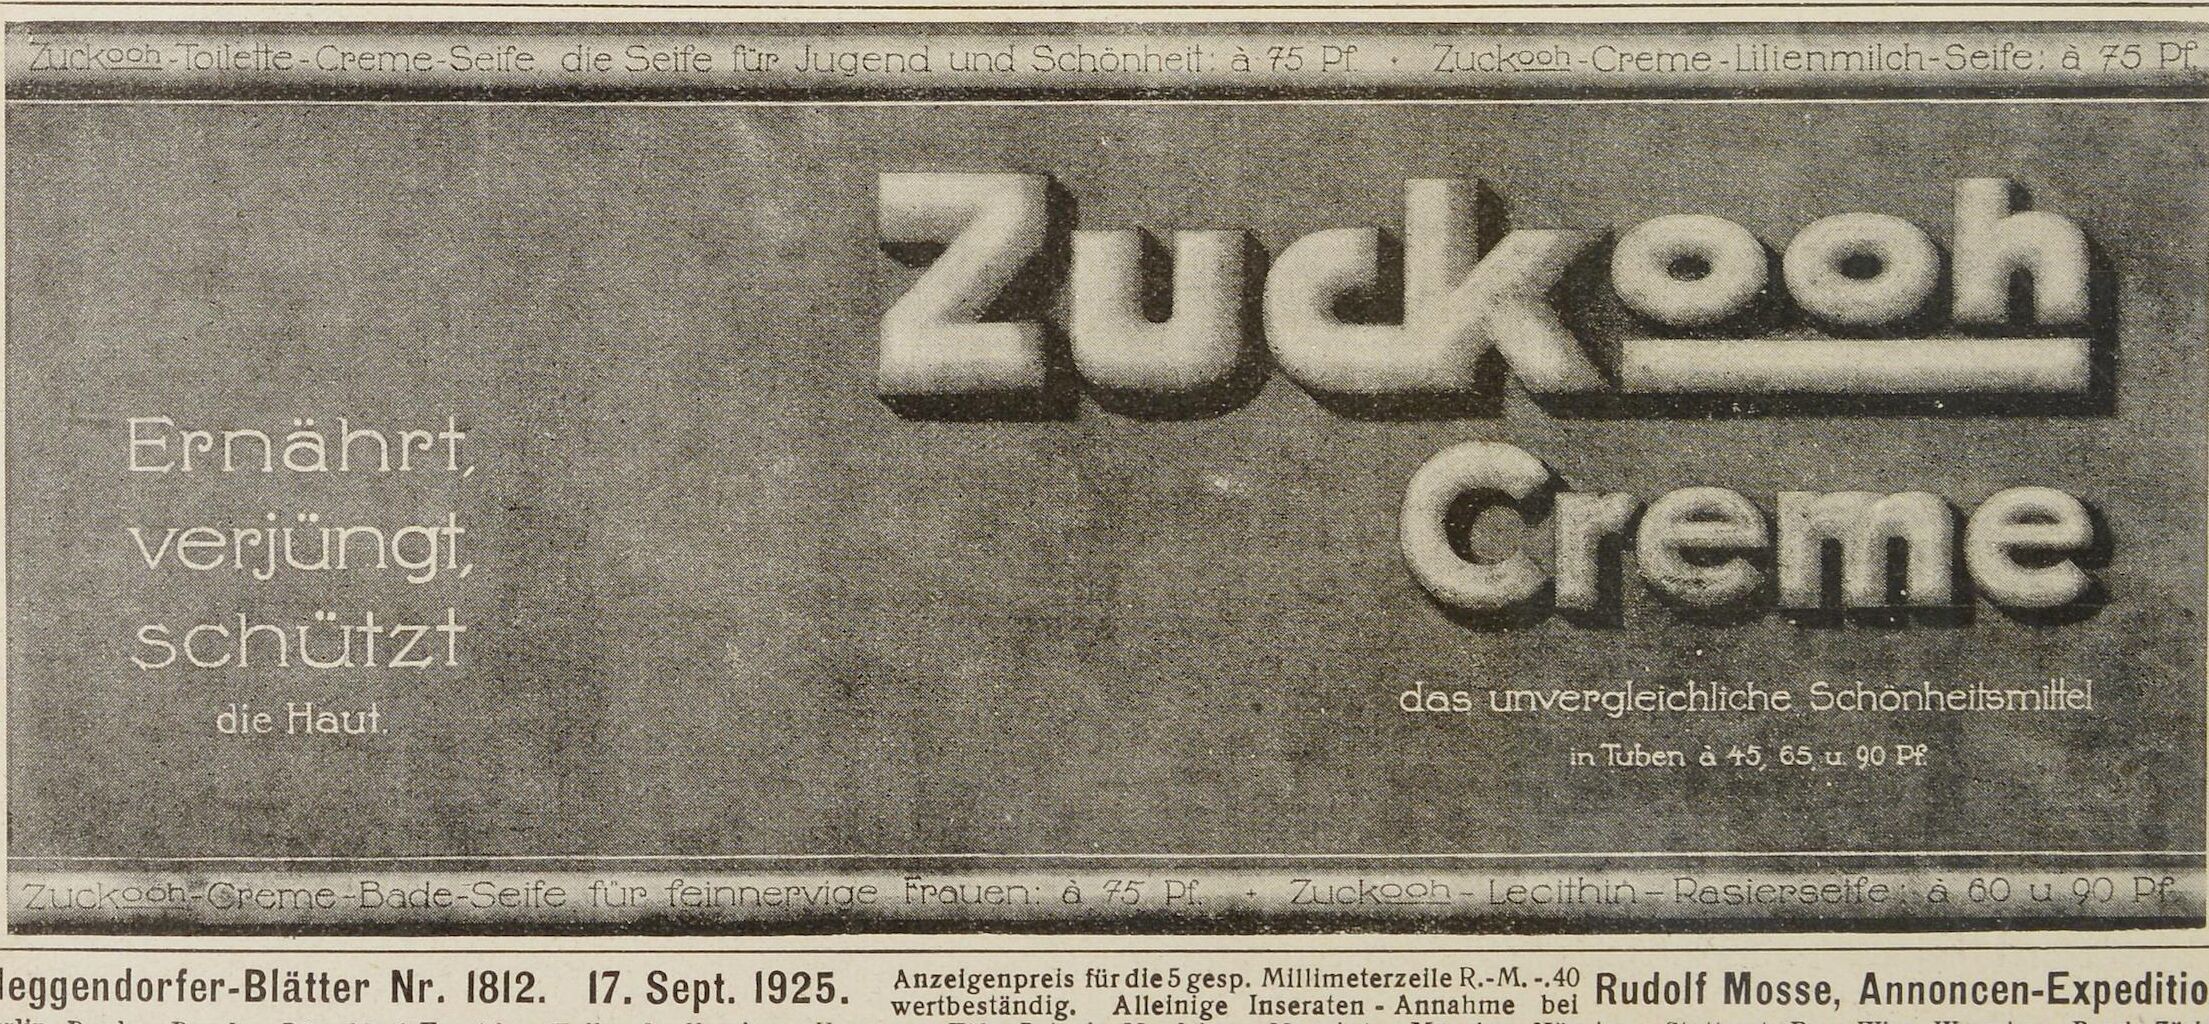 Zuckooh-Toilette-Creme-Seife, die Seife für Jugend und Schönheit: à 75 Pf. · Zuckooh-Creme-Lilienmilch-Seife: à 75 Pf.
Zuckooh
Creme
Ernährt,
verjüngt,
schützt
die Haut.
das unvergleichliche Schönheitsmittel
in Tuben à 45, 65 u. 90 Pf.
Zuckooh-Creme-Bade-Seife für feinnervige Frauen: à 75 Pf. + Zuckooh-Lecithin-Rasierseife: à 60 u 90 Pf.
leggendorfer-Blätter Nr. 1812. 17. Sept. 1925.
Anzeigenpreis für die 5 gesp. Millimeterzeile R.-M. -.40
wertbeständig. Alleinige Inseraten-Annahme bei
Rudolf Mosse, Annoncen-Expeditio